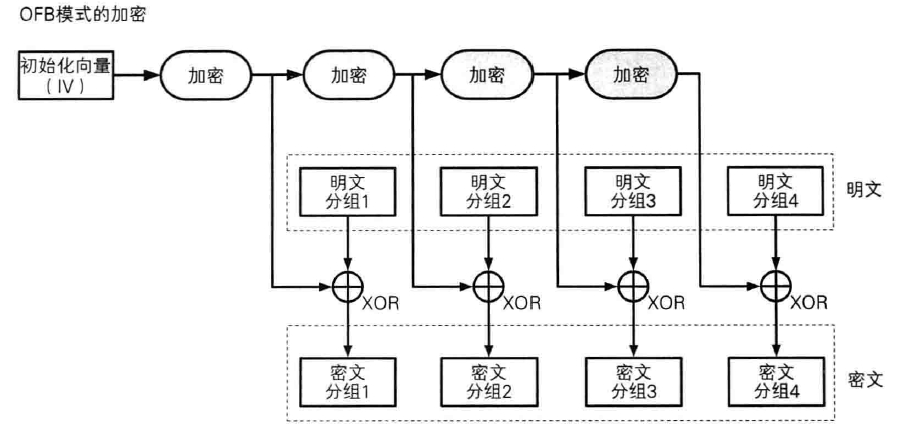 OFB模式的加密
初始化向量
（IV）
加密
加密
加密
加密
明文
分组1
明文
分组2
明文
分组3
明文
分组4
明文
XOR
XOR
XOR
XOR
密文
分组1
密文
分组2
密文
分组3
密文
分组4
密文